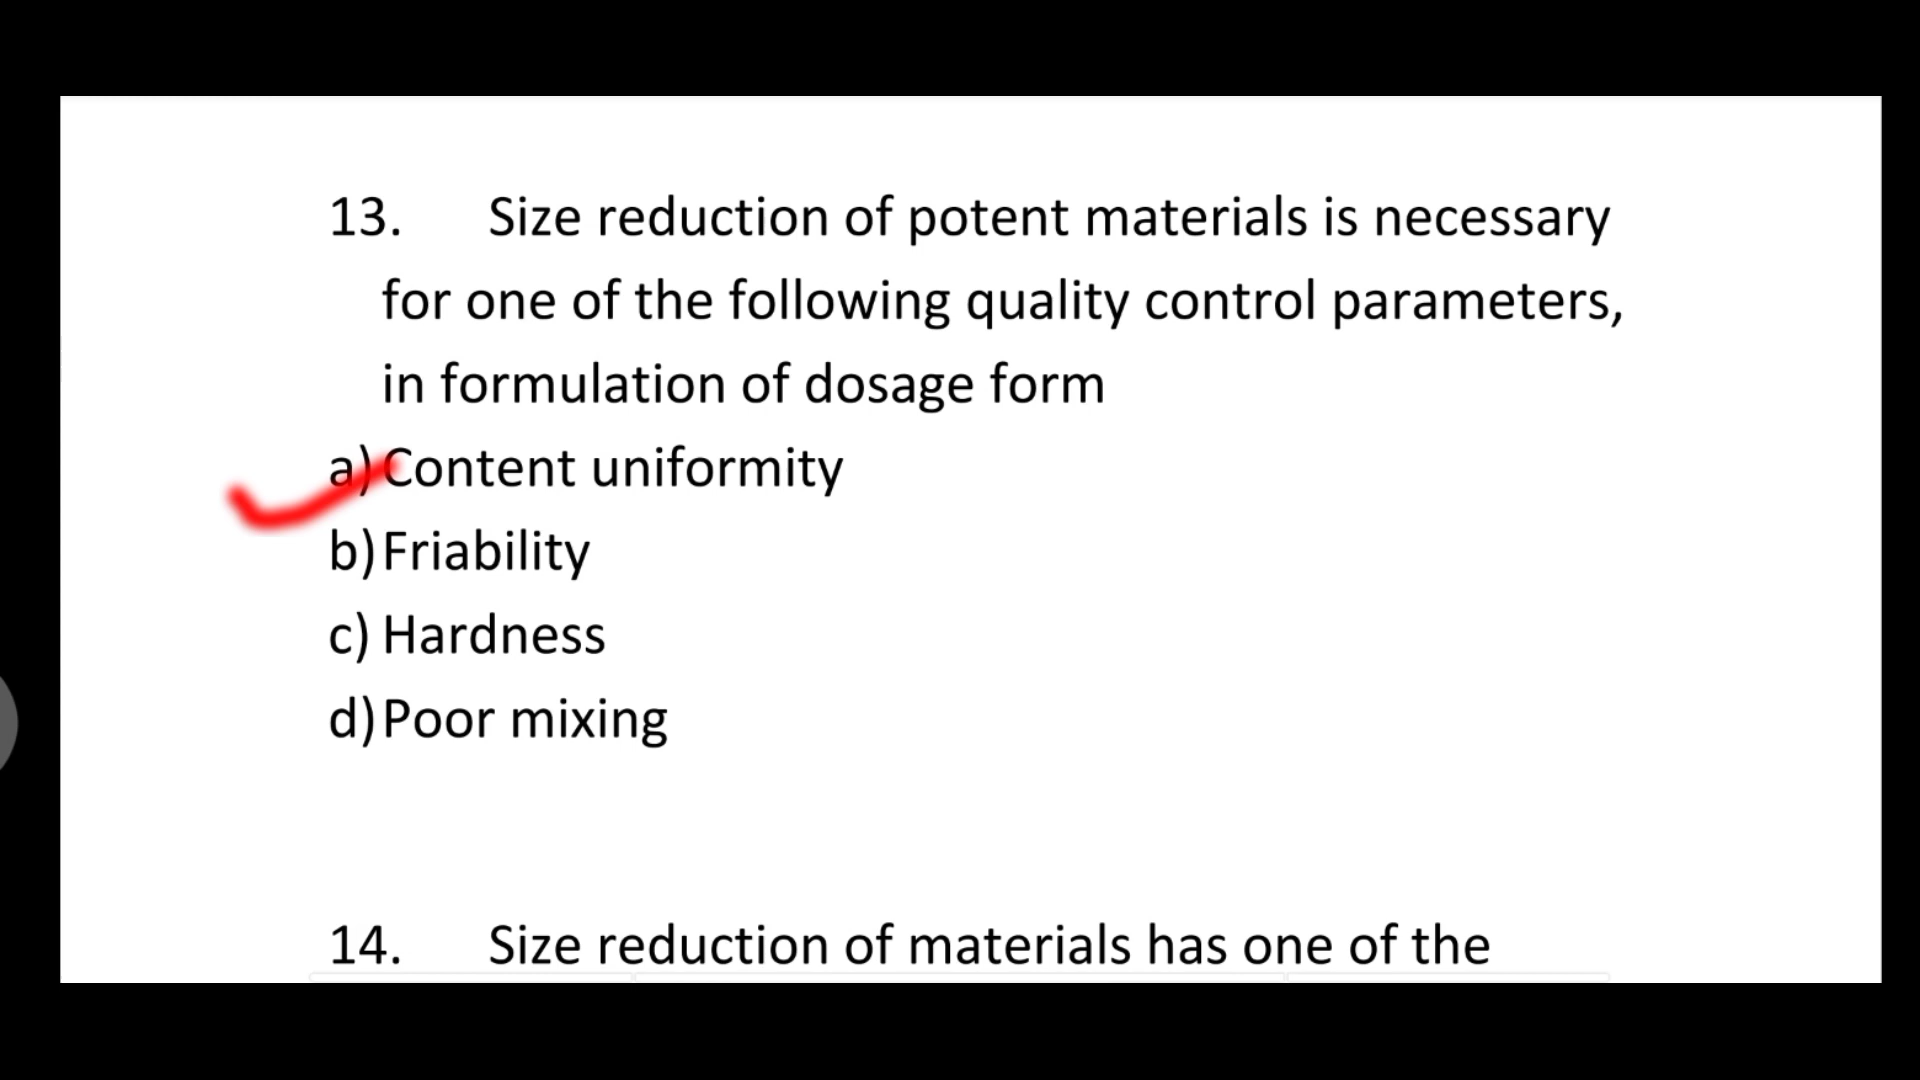 13. Size reduction of potent materials is necessary
for one of the following quality control parameters,
in formulation of dosage form
a) Content uniformity
b) Friability
c) Hardness
d) Poor mixing
14. Size reduction of materials has one of the